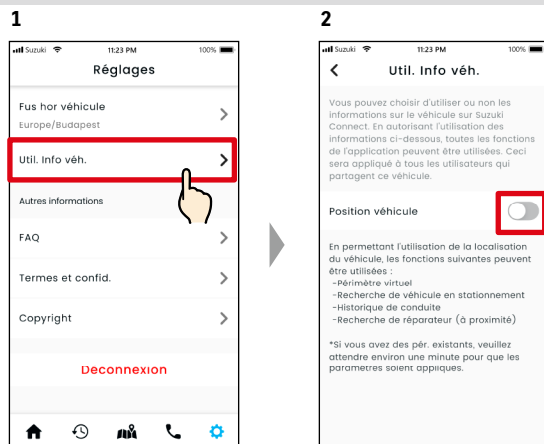 1
Suzuki 11:23 PM 100%
Réglages
Fus hor véhicule
Europe/Budapest
Util. Info véh.
Autres informations
FAQ
Termes et confid.
Copyright
Deconnexion
2
Suzuki 11:23 PM 100%
Util. Info véh.
Vous pouvez choisir d'utiliser ou non les
informations sur le véhicule sur Suzuki
Connect. En autorisant l'utilisation des
informations ci-dessous, toutes les fonctions
de l'application peuvent être utilisées. Ceci
sera appliqué à tous les utilisateurs qui
partagent ce véhicule.
Position véhicule
En permettant l'utilisation de la localisation
du véhicule, les fonctions suivantes peuvent
être utilisées :
-Périmètre virtuel
-Recherche de véhicule en stationnement
-Historique de conduite
-Recherche de réparateur (à proximité)
*Si vous avez des pér. existants, veuillez
attendre environ une minute pour que les
parametres soient appliques.